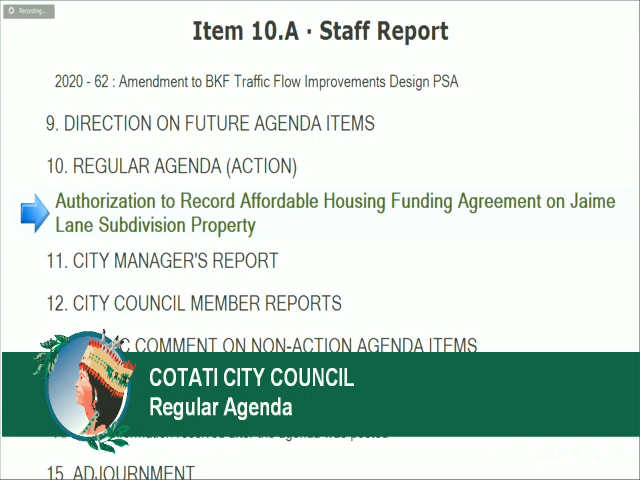 Recording...
Item 10.A · Staff Report
2020 - 62 : Amendment to BKF Traffic Flow Improvements Design PSA
9. DIRECTION ON FUTURE AGENDA ITEMS
10. REGULAR AGENDA (ACTION)
Authorization to Record Affordable Housing Funding Agreement on Jaime
Lane Subdivision Property
11. CITY MANAGER'S REPORT
12. CITY COUNCIL MEMBER REPORTS
C COMMENT ON NON-ACTION AGENDA ITEMS
COTATI CITY COUNCIL
Regular Agenda
received after the agenda was posted
15. ADJOURNMENT